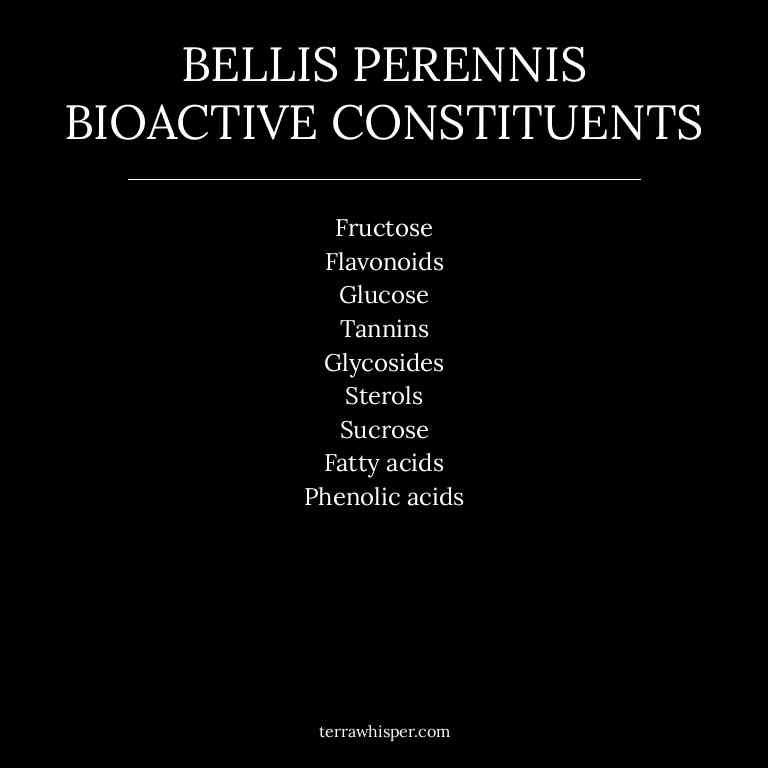 BELLIS PERENNIS
BIOACTIVE CONSTITUENTS
Fructose
Flavonoids
Glucose
Tannins
Glycosides
Sterols
Sucrose
Fatty acids
Phenolic acids
terrawhisper.com